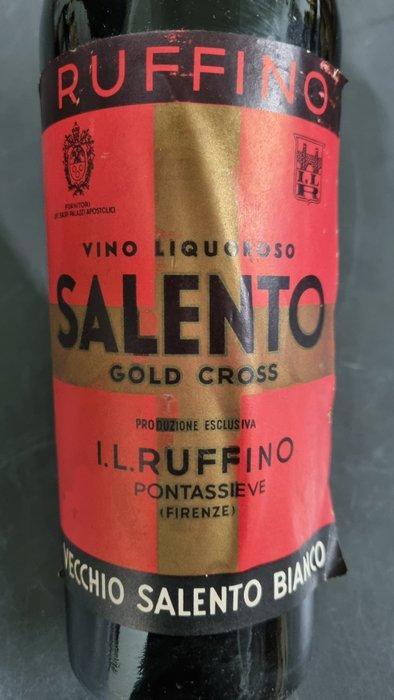 RUFFINO
FORNITORI
DEI SACRI PALAZZI APOSTOLICI
I.L.
R
VINO LIQUOROSO
SALENTO
GOLD CROSS
PRODUZIONE ESCLUSIVA
I.L.RUFFINO
PONTASSIEVE
(FIRENZE)
VECCHIO SALENTO BIANCO